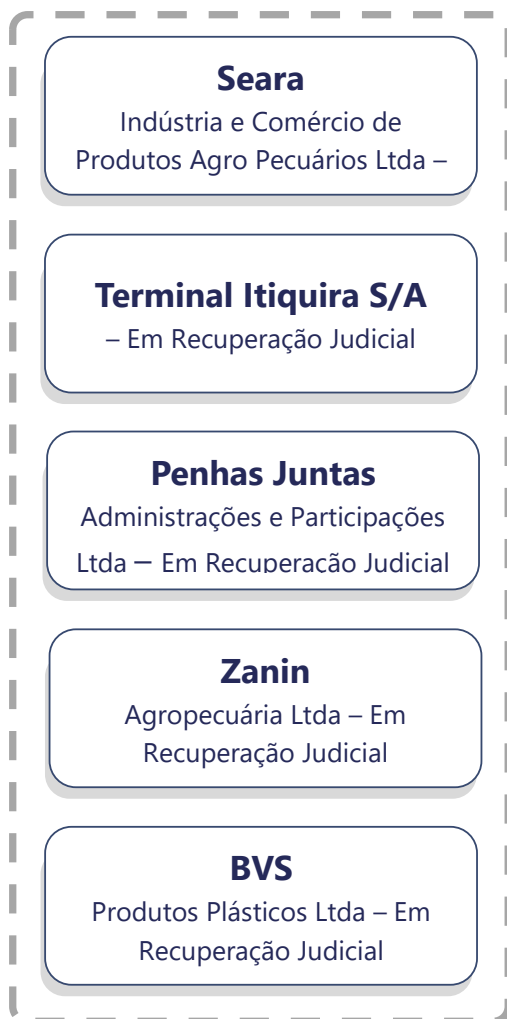 Seara
Indústria e Comércio de
Produtos Agro Pecuários Ltda –
Terminal Itiquira S/A
– Em Recuperação Judicial
Penhas Juntas
Administrações e Participações
Ltda – Em Recuperação Judicial
Zanin
Agropecuária Ltda – Em
Recuperação Judicial
BVS
Produtos Plásticos Ltda – Em
Recuperação Judicial